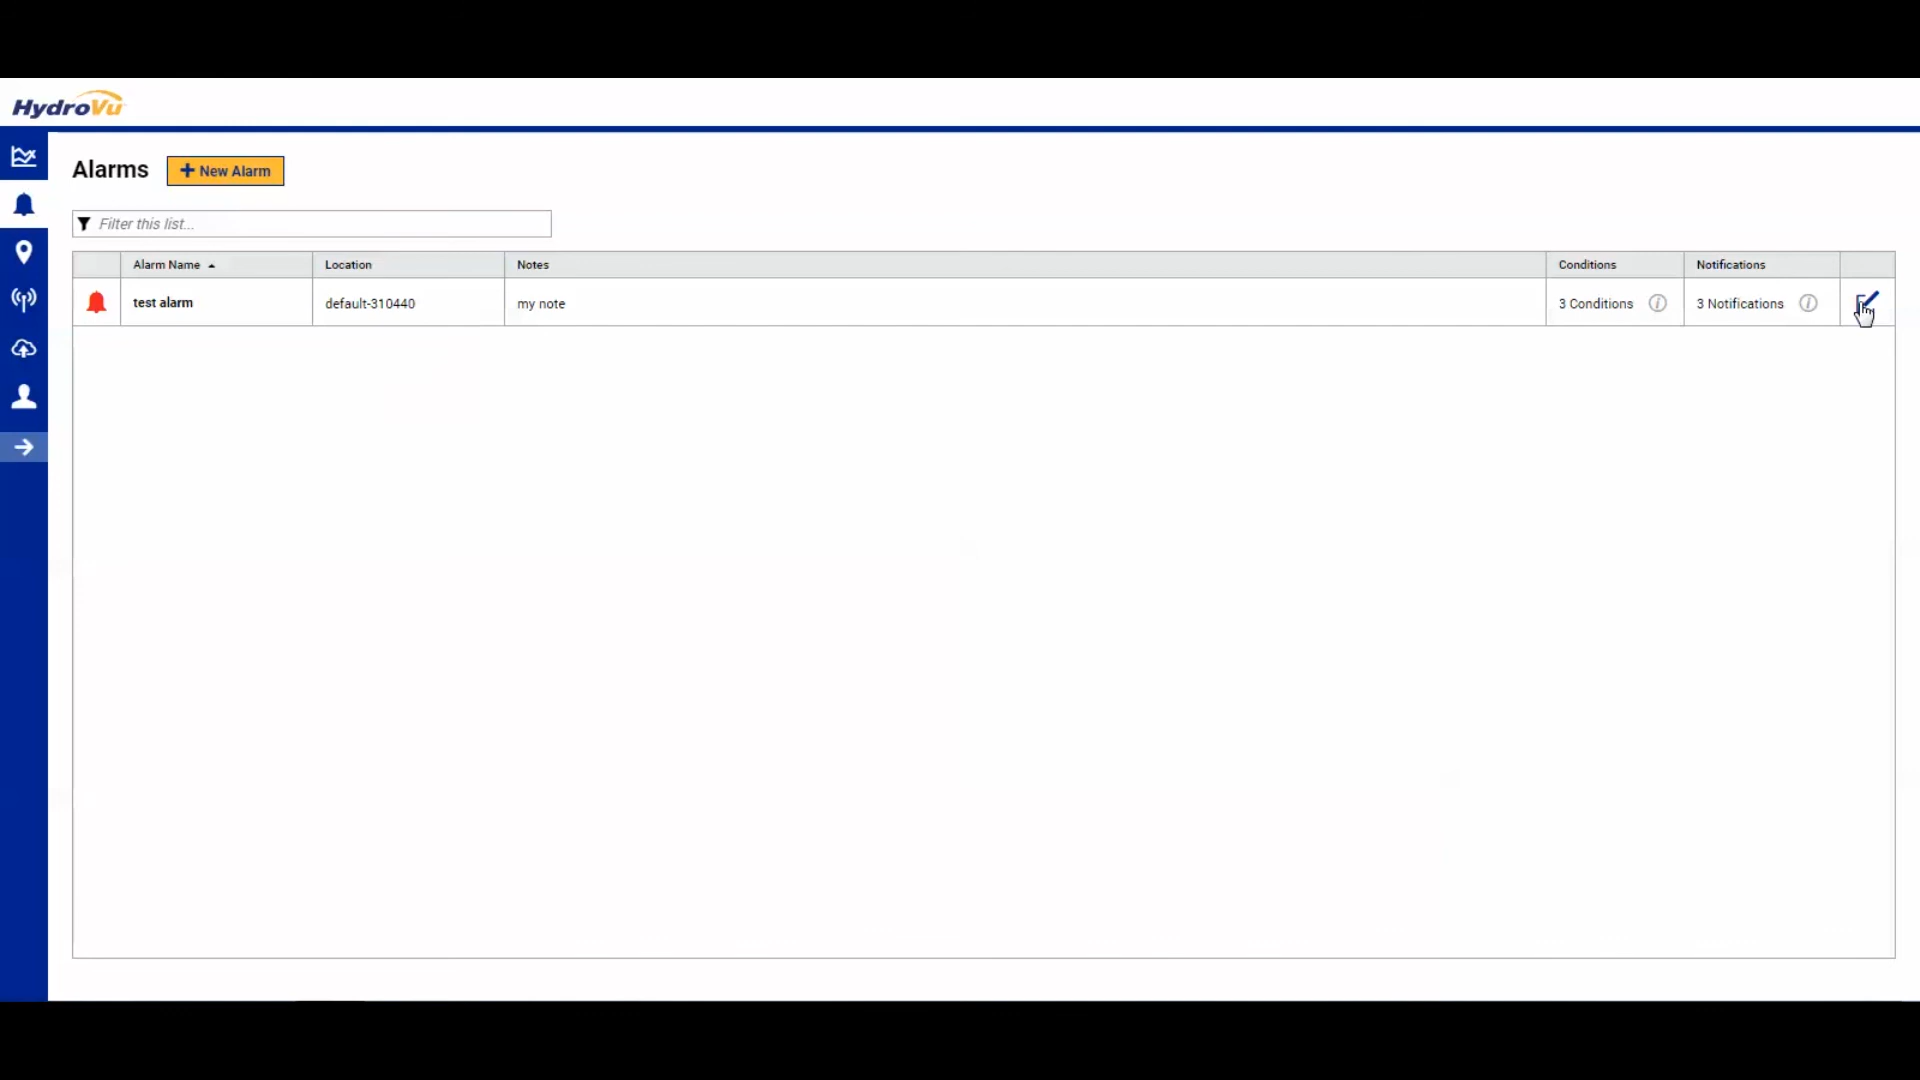 HydroVu
Alarms
New Alarm
Filter this list...
Alarm Name Location Notes Conditions Notifications
test alarm default-310440 my note 3 Conditions 3 Notifications